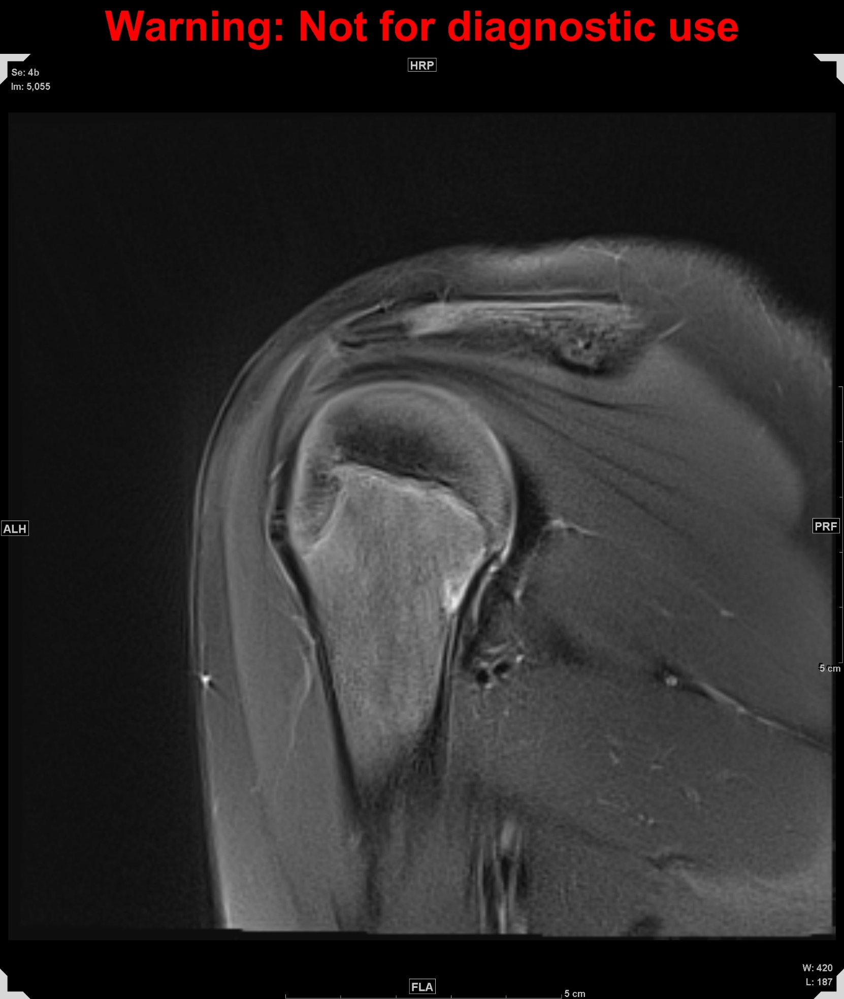 Warning: Not for diagnostic use
HRP
Se: 4b
Im: 5,055
ALH
PRF
5 cm
W: 420
L: 187
FLA
5 cm